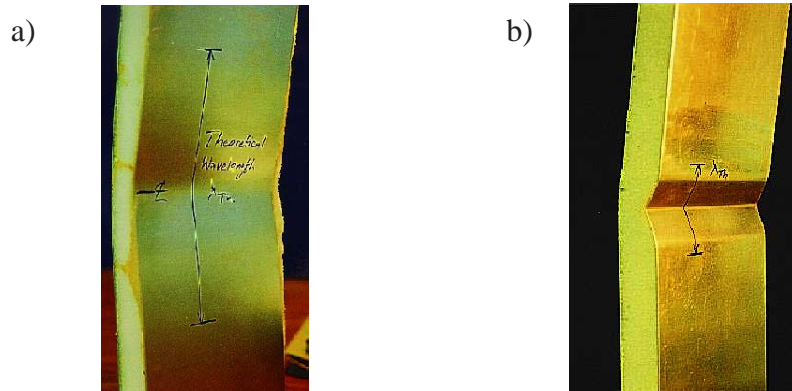 a)
b)
Theoretical
Wavelength
℄ λTh.
λTh